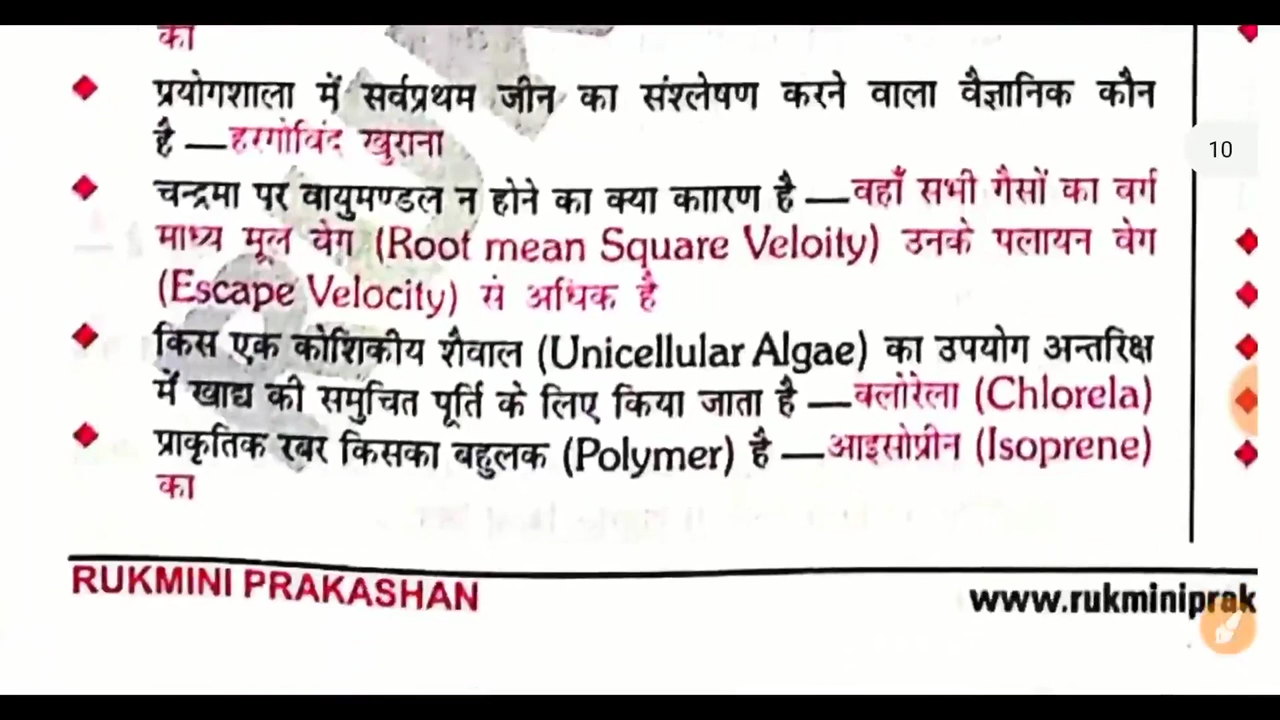 का
प्रयोगशाला में सर्वप्रथम जीन का संश्लेषण करने वाला वैज्ञानिक कौन
है —हरगोविंद खुराना
10
चन्द्रमा पर वायुमण्डल न होने का क्या काारण है —वहाँ सभी गैसों का वर्ग
माध्य मूल वेग (Root mean Square Veloity) उनके पलायन वेग
(Escape Velocity) से अधिक है
किस एक कोशिकीय शैवाल (Unicellular Algae) का उपयोग अन्तरिक्ष
में खाद्य की समुचित पूर्ति के लिए किया जाता है —क्लोरेला (Chlorela)
प्राकृतिक रबर किसका बहुलक (Polymer) है —आइसोप्रीन (Isoprene)
का
RUKMINI PRAKASHAN
www.rukminiprak